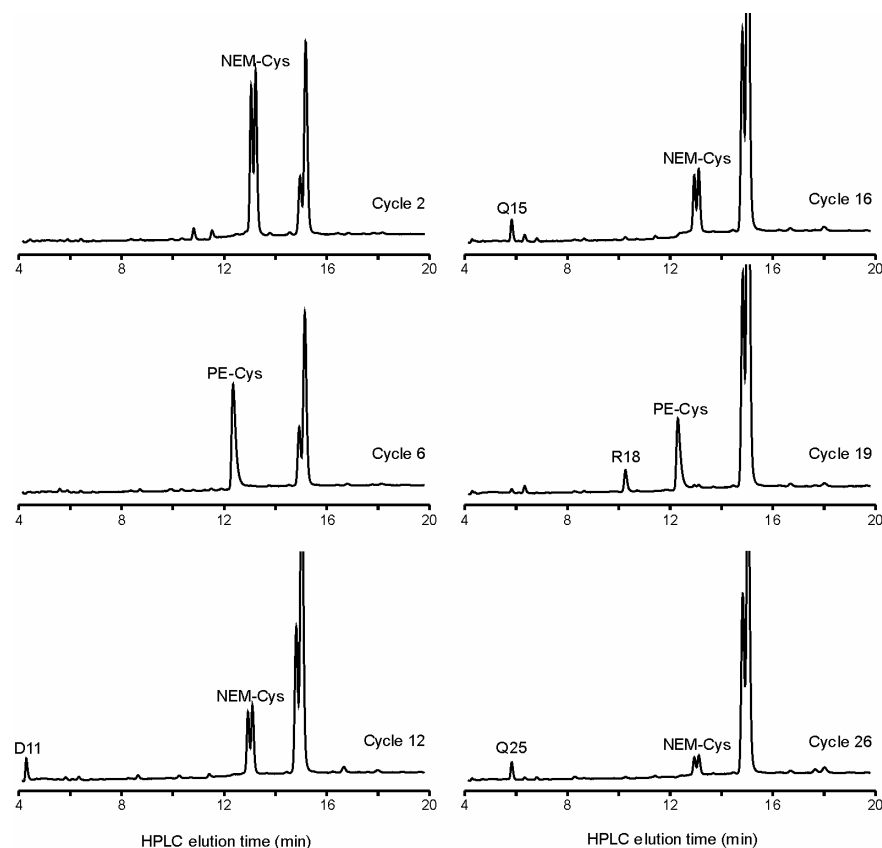 NEM-Cys
Cycle 2
4 8 12 16 20
PE-Cys
Cycle 6
4 8 12 16 20
NEM-Cys
Cycle 12
D11
4 8 12 16 20
HPLC elution time (min)
NEM-Cys
Cycle 16
Q15
4 8 12 16 20
PE-Cys
R18
Cycle 19
4 8 12 16 20
NEM-Cys
Cycle 26
Q25
4 8 12 16 20
HPLC elution time (min)